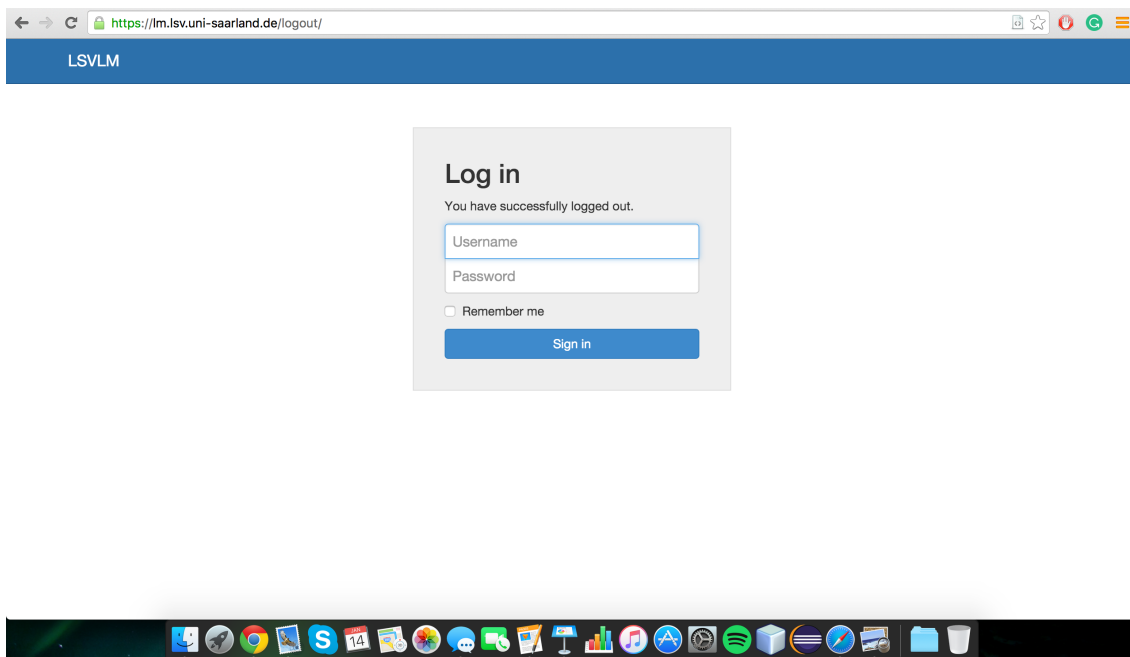 https://lm.lsv.uni-saarland.de/logout/
LSVLM
Log in
You have successfully logged out.
Username
Password
Remember me
Sign in
JAN
14